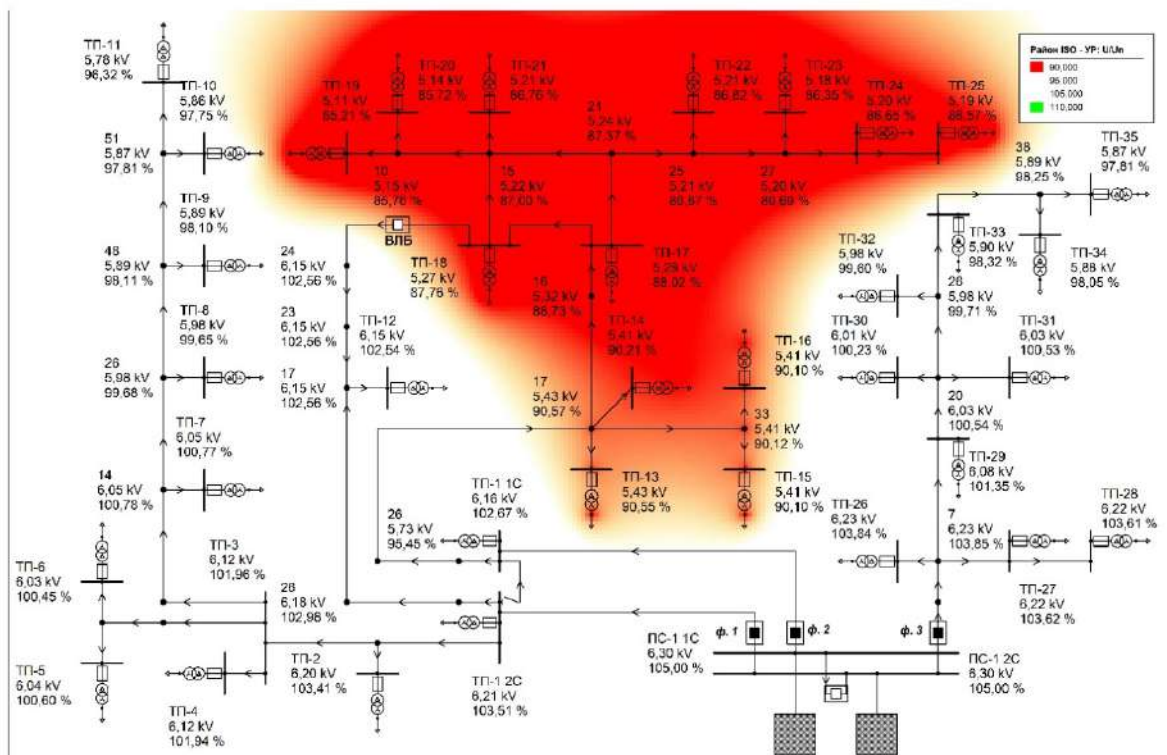 ТП-11
5,78 kV
96,32 %
ТП-10
5,86 kV
97,75 %
51
5,87 kV
97,81 %
ТП-9
5,89 kV
98,10 %
48
5,89 kV
98,11 %
ТП-8
5,98 kV
99,65 %
26
5,98 kV
99,68 %
ТП-7
6,05 kV
100,77 %
14
6,05 kV
100,78 %
ТП-6
6,03 kV
100,45 %
ТП-3
6,12 kV
101,96 %
ТП-5
6,04 kV
100,60 %
ТП-4
6,12 kV
101,94 %
28
6,18 kV
102,98 %
ТП-2
6,20 kV
103,41 %
ТП-1 2С
6,21 kV
103,51 %
ТП-1 1С
6,16 kV
102,67 %
26
5,73 kV
95,45 %
ТП-19
5,11 kV
85,21 %
ТП-20
5,14 kV
85,72 %
ТП-21
5,21 kV
86,76 %
21
5,24 kV
87,37 %
ТП-22
5,21 kV
86,82 %
ТП-23
5,18 kV
86,35 %
ТП-24
5,20 kV
86,65 %
ТП-25
5,19 kV
86,57 %
10
5,15 kV
85,76 %
15
5,22 kV
87,00 %
25
5,21 kV
86,87 %
27
5,20 kV
ВЛБ
24
6,15 kV
102,56 %
23
6,15 kV
102,56 %
17
6,15 kV
102,56 %
ТП-12
6,15 kV
102,54 %
ТП-18
5,27 kV
87,76 %
16
5,32 kV
88,73 %
ТП-17
88,02 %
ТП-14
5,41 kV
90,21 %
17
5,43 kV
90,57 %
ТП-16
5,41 kV
90,10 %
33
5,41 kV
90,12 %
ТП-13
5,43 kV
90,55 %
ТП-15
5,41 kV
90,10 %
Район ISO - УР: U/Un
90,000
95,000
105,000
110,000
ТП-35
5,87 kV
97,81 %
38
5,89 kV
98,25 %
ТП-33
5,90 kV
98,32 %
ТП-34
5,88 kV
98,05 %
ТП-32
5,98 kV
99,60 %
26
5,98 kV
99,71 %
ТП-30
6,01 kV
100,23 %
ТП-31
6,03 kV
100,53 %
20
6,03 kV
100,54 %
ТП-29
6,08 kV
101,35 %
ТП-26
6,23 kV
103,84 %
7
6,23 kV
103,85 %
ТП-28
6,22 kV
103,61 %
ТП-27
6,22 kV
103,62 %
ф. 1
ф. 2
ф. 3
ПС-1 1С
6,30 kV
105,00 %
ПС-1 2С
6,30 kV
105,00 %